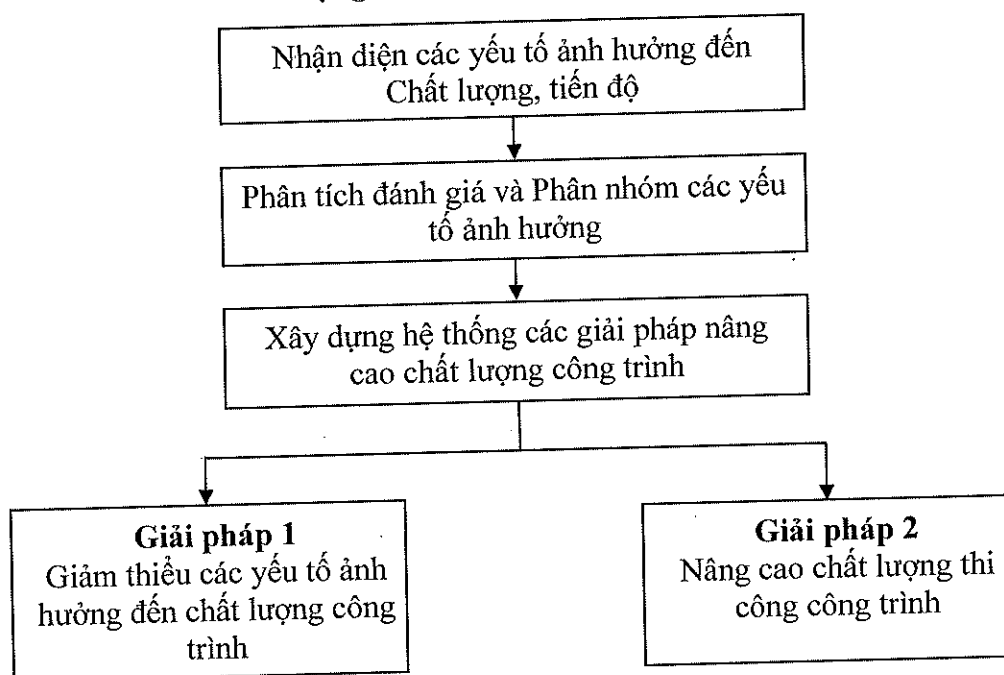 Nhận diện các yếu tố ảnh hưởng đến
Chất lượng, tiến độ
Phân tích đánh giá và Phân nhóm các yếu
tố ảnh hưởng
Xây dựng hệ thống các giải pháp nâng
cao chất lượng công trình
Giải pháp 1
Giảm thiểu các yếu tố ảnh
hưởng đến chất lượng công
trình
Giải pháp 2
Nâng cao chất lượng thi
công công trình